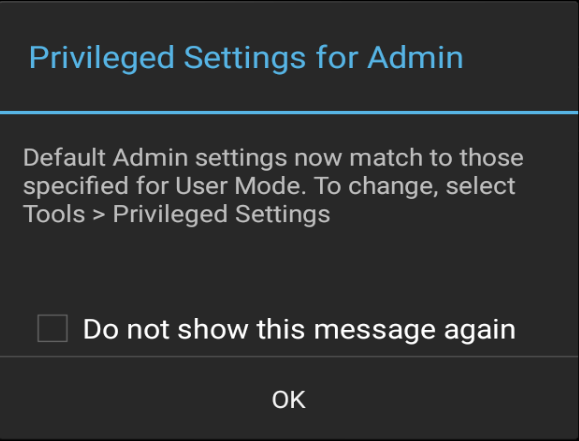 Privileged Settings for Admin
Default Admin settings now match to those
specified for User Mode. To change, select
Tools > Privileged Settings
Do not show this message again
OK